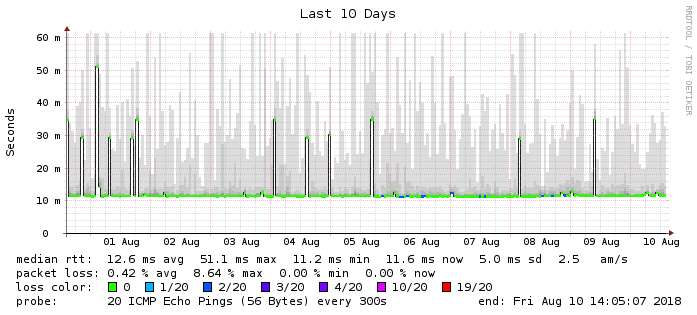 Last 10 Days
RRDTOOL / TOBI OETIKER
Seconds
60 m
50 m
40 m
30 m
20 m
10 m
0
01 Aug 02 Aug 03 Aug 04 Aug 05 Aug 06 Aug 07 Aug 08 Aug 09 Aug 10 Aug
median rtt: 12.6 ms avg 51.1 ms max 11.2 ms min 11.6 ms now 5.0 ms sd 2.5 am/s
packet loss: 0.42 % avg 8.64 % max 0.00 % min 0.00 % now
loss color: 0 1/20 2/20 3/20 4/20 10/20 19/20
probe: 20 ICMP Echo Pings (56 Bytes) every 300s end: Fri Aug 10 14:05:07 2018